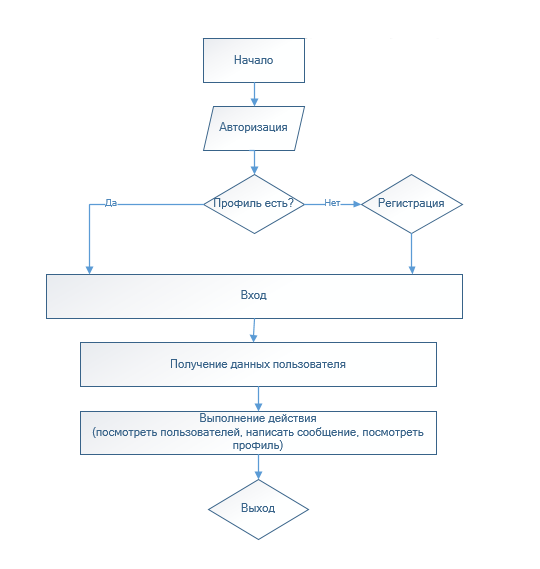 Начало
Авторизация
Да
Профиль есть?
Нет
Регистрация
Вход
Получение данных пользователя
Выполнение действия
(посмотреть пользователей, написать сообщение, посмотреть
профиль)
Выход